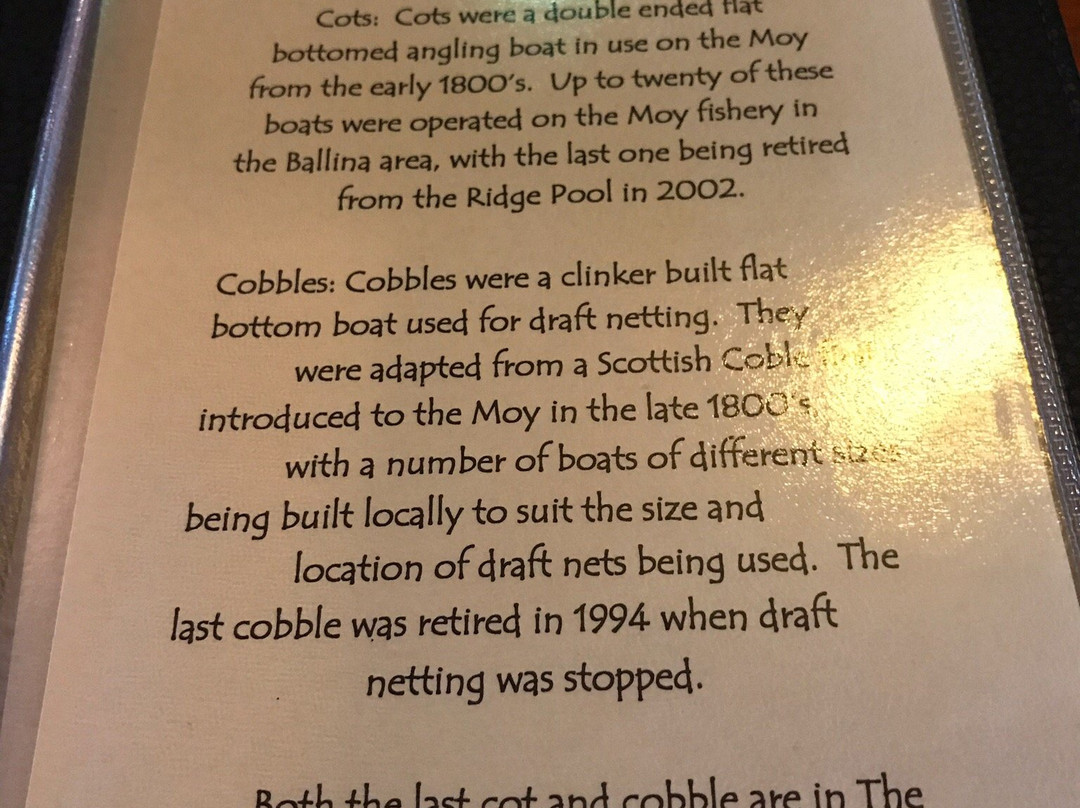 Cots: Cots were a double ended flat
bottomed angling boat in use on the Moy
from the early 1800's. Up to twenty of these
boats were operated on the Moy fishery in
the Ballina area, with the last one being retired
from the Ridge Pool in 2002.
Cobbles: Cobbles were a clinker built flat
bottom boat used for draft netting. They
were adapted from a Scottish Coble
introduced to the Moy in the late 1800's
with a number of boats of different sizes
being built locally to suit the size and
location of draft nets being used. The
last cobble was retired in 1994 when draft
netting was stopped.
Both the last cot and cobble are in The